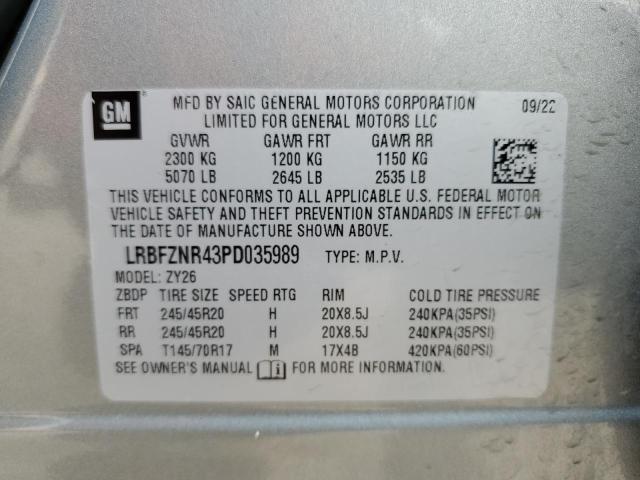 GM
MFD BY SAIC GENERAL MOTORS CORPORATION 09/22
LIMITED FOR GENERAL MOTORS LLC
GVWR GAWR FRT GAWR RR
2300 KG 1200 KG 1150 KG
5070 LB 2645 LB 2535 LB
THIS VEHICLE CONFORMS TO ALL APPLICABLE U.S. FEDERAL MOTOR
VEHICLE SAFETY AND THEFT PREVENTION STANDARDS IN EFFECT ON
THE DATE OF MANUFACTURE SHOWN ABOVE.
LRBFZNR43PD035989 TYPE: M.P.V.
MODEL: ZY26
ZBDP TIRE SIZE SPEED RTG RIM COLD TIRE PRESSURE
FRT 245/45R20 H 20X8.5J 240KPA(35PSI)
RR 245/45R20 H 20X8.5J 240KPA(35PSI)
SPA T145/70R17 M 17X4B 420KPA(60PSI)
SEE OWNER'S MANUAL FOR MORE INFORMATION.